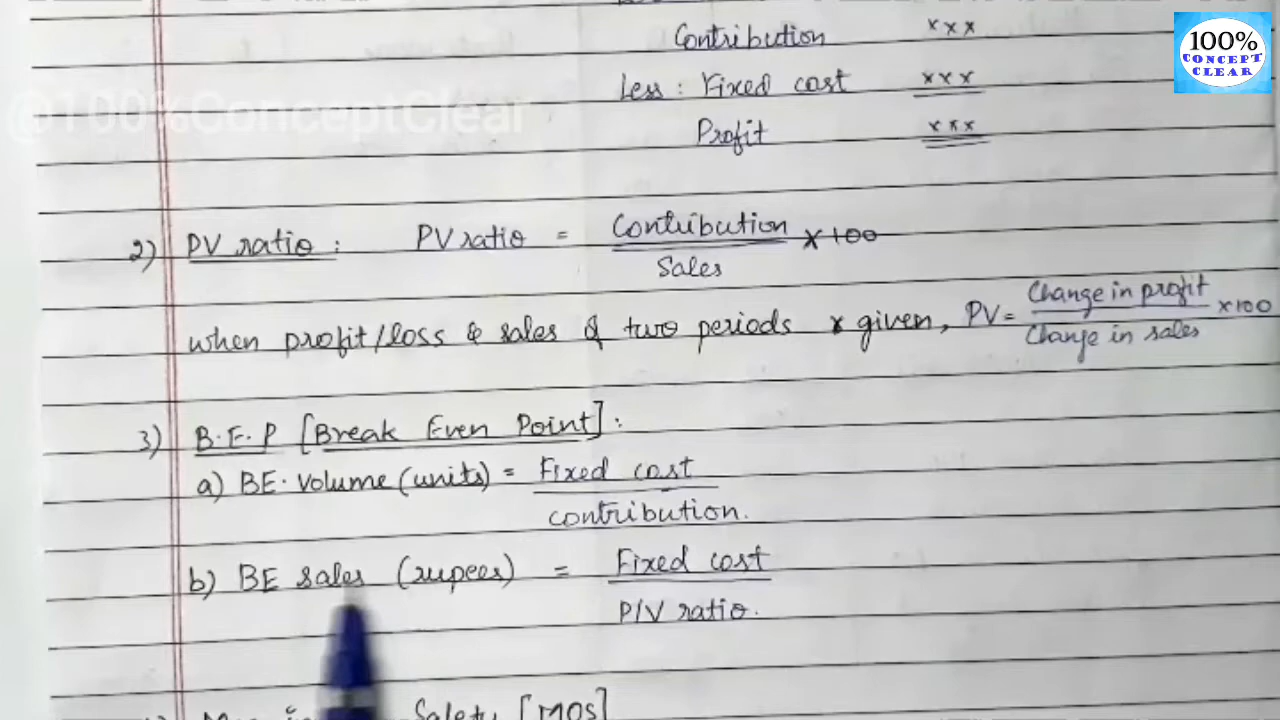 Contribution xxx
100% CONCEPT CLEAR
Less: Fixed cost xxx
@100%ConceptClear
Profit xxx
2) PV ratio: PV ratio = Contribution / Sales x 100
when profit/loss & sales of two periods r given, PV = Change in profit / Change in sales x100
3) B.E.P [Break Even Point]:
a) BE. volume (units) = Fixed cost / contribution.
b) BE sales (rupees) = Fixed cost / P/V ratio.
Safety [MOS]